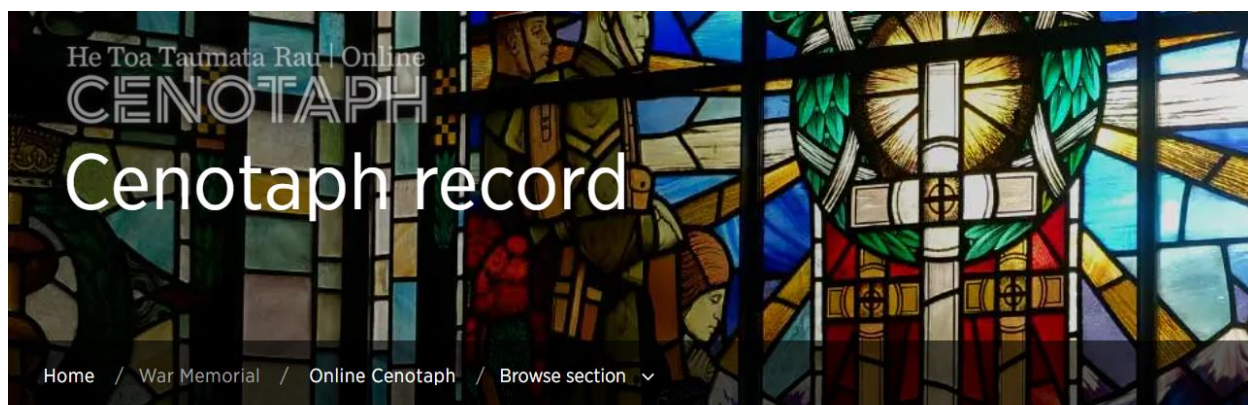 He Toa Taumata Rau | Online
CENOTAPH
Cenotaph record
Home / War Memorial / Online Cenotaph / Browse section